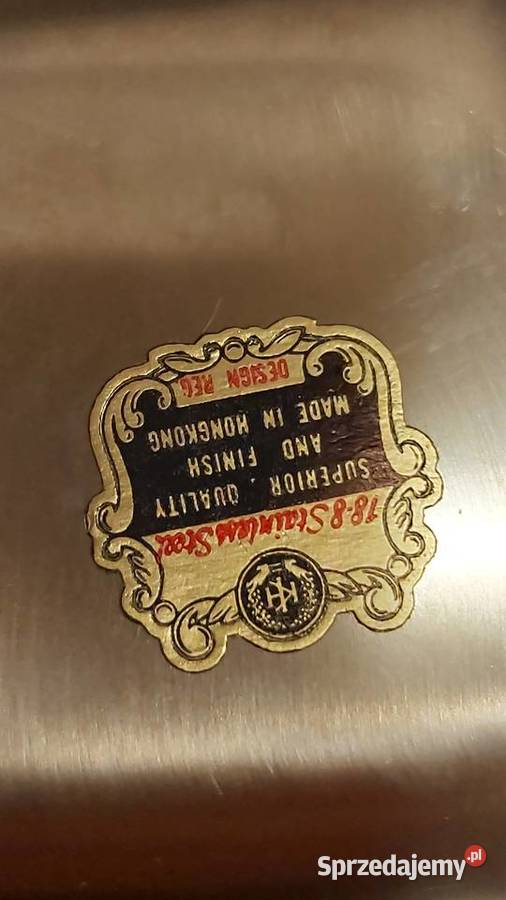 18-8 Stainless Steel
SUPERIOR . QUALITY
AND FINISH
MADE IN HONGKONG
DESIGN REG.
Sprzedajemy.pl